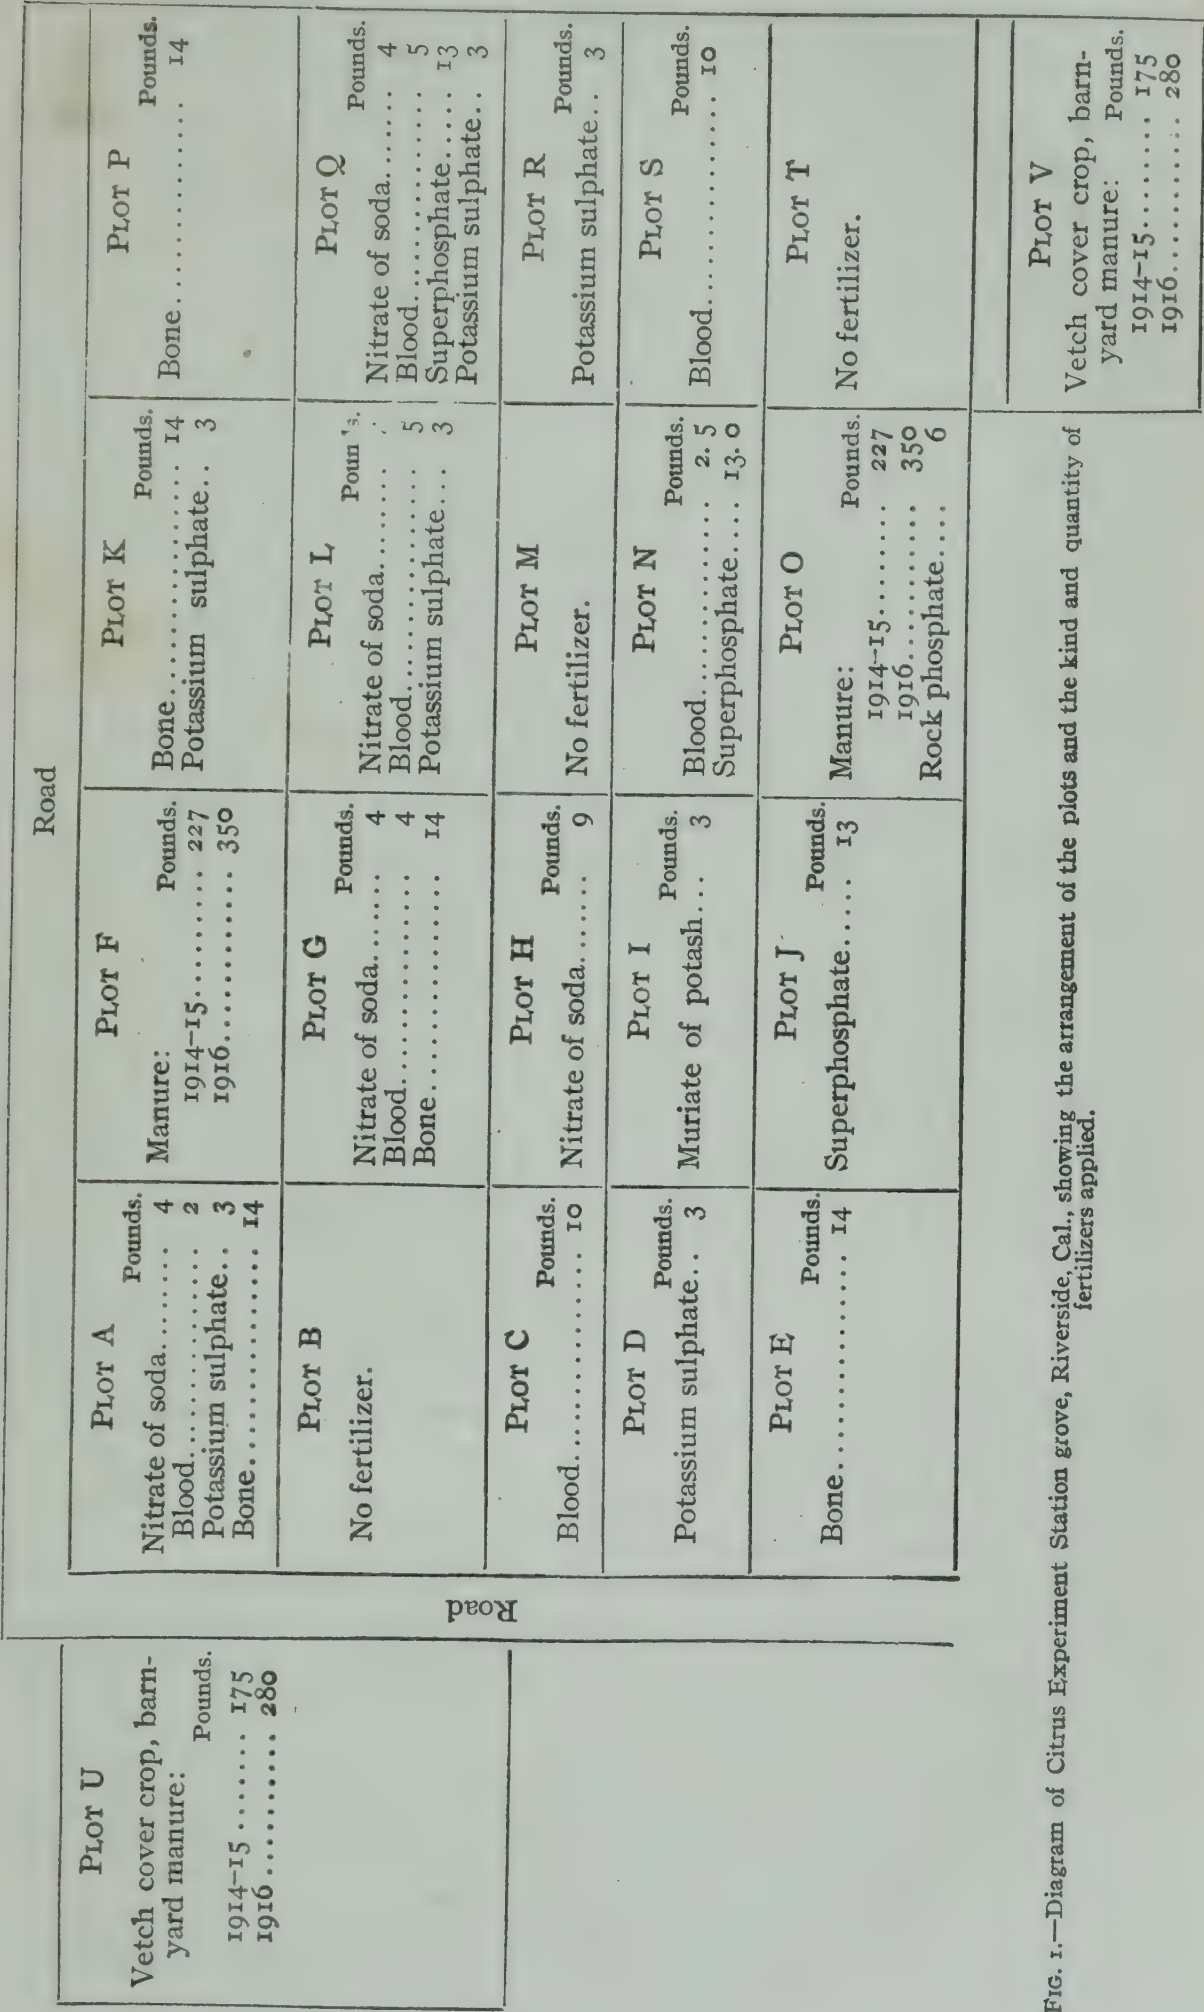 Road
PLOT A
Pounds.
Nitrate of soda....... 4
Blood............. 2
Potassium sulphate.. 3
Bone.............. 14
PLOT F
Pounds.
Manure:
1914–15......... 227
1916........... 350
PLOT K
Pounds.
Bone............. 14
Potassium sulphate.. 3
PLOT P
Pounds.
Bone............. 14
PLOT B
No fertilizer.
PLOT G
Pounds.
Nitrate of soda...... 4
Blood............. 4
Bone.............. 14
PLOT L
Nitrate of soda.......
Blood............. 5
Potassium sulphate... 3
PLOT Q
Pounds.
Nitrate of soda...... 4
Blood............. 5
Superphosphate..... 13
Potassium sulphate.. 3
PLOT C
Pounds.
Blood............. 10
PLOT H
Pounds.
Nitrate of soda...... 9
PLOT M
No fertilizer.
PLOT R
Pounds.
Potassium sulphate.. 3
PLOT D
Pounds.
Potassium sulphate.. 3
PLOT I
Pounds.
Muriate of potash... 3
PLOT N
Pounds.
Blood............. 2.5
Superphosphate.... 13.0
PLOT S
Pounds.
Blood............. 10
PLOT E
Pounds.
Bone.............. 14
PLOT J
Pounds.
Superphosphate..... 13
PLOT O
Pounds.
Manure:
1914–15......... 227
1916........... 350
Rock phosphate.... 6
PLOT T
No fertilizer.
Road
PLOT U
Vetch cover crop, barn-
yard manure:
Pounds.
1914–15....... 175
1916.......... 280
PLOT V
Vetch cover crop, barn-
yard manure: Pounds.
1914–15......... 175
1916.......... 280
FIG. 1.—Diagram of Citrus Experiment Station grove, Riverside, Cal., showing the arrangement of the plots and the kind and quantity of
fertilizers applied.